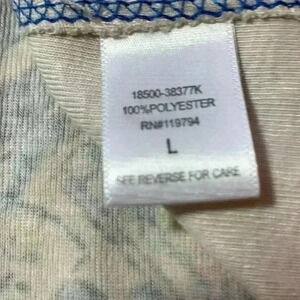 18500-38377K
100%POLYESTER
RN#119794
L
SEE REVERSE FOR CARE